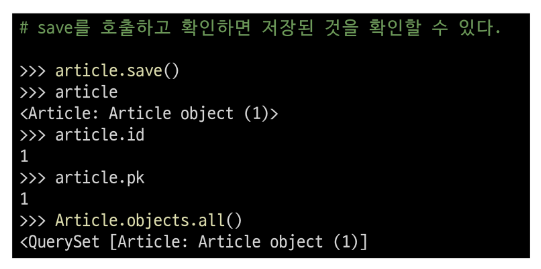 # save를 호출하고 확인하면 저장된 것을 확인할 수 있다.
>>> article.save()
>>> article
<Article: Article object (1)>
>>> article.id
1
>>> article.pk
1
>>> Article.objects.all()
<QuerySet [Article: Article object (1)]